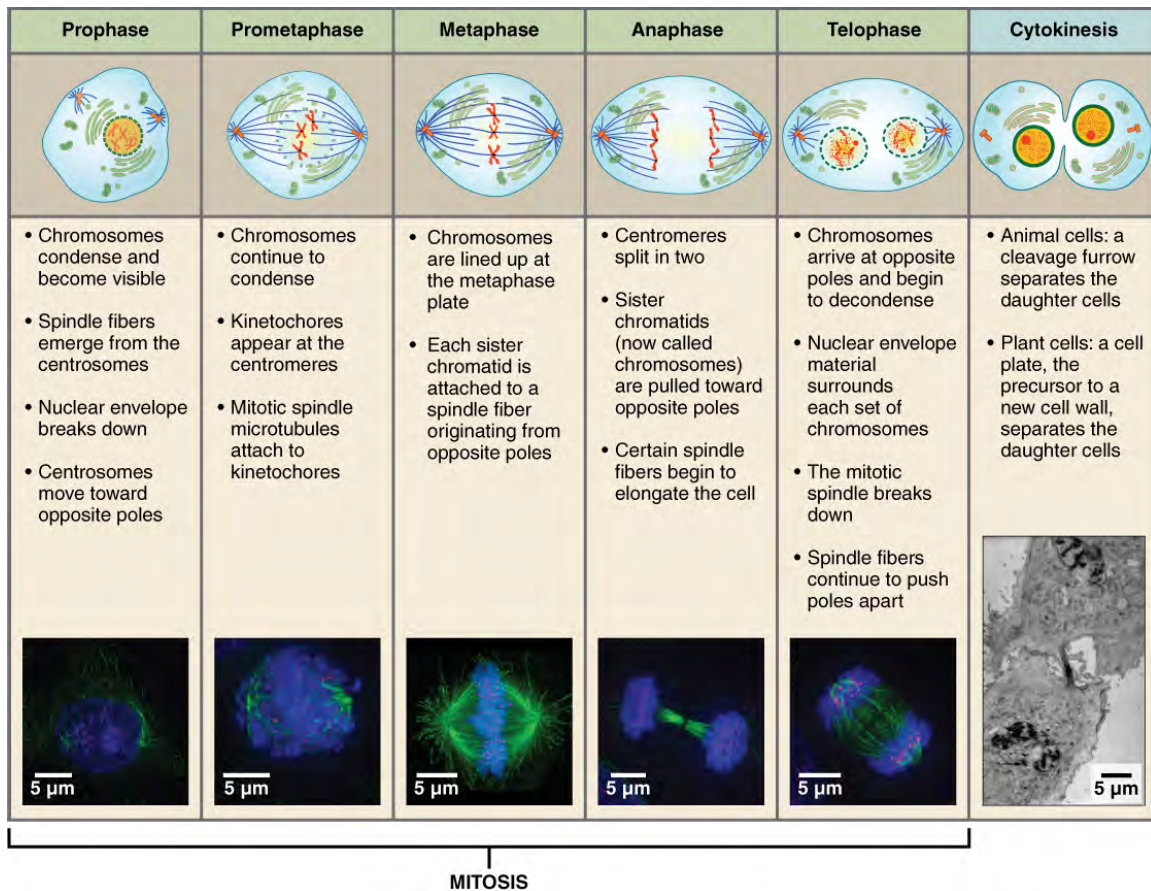 Prophase
Prometaphase
Metaphase
Anaphase
Telophase
Cytokinesis
• Chromosomes
condense and
become visible
• Spindle fibers
emerge from the
centrosomes
• Nuclear envelope
breaks down
• Centrosomes
move toward
opposite poles
• Chromosomes
continue to
condense
• Kinetochores
appear at the
centromeres
• Mitotic spindle
microtubules
attach to
kinetochores
• Chromosomes
are lined up at
the metaphase
plate
• Each sister
chromatid is
attached to a
spindle fiber
originating from
opposite poles
• Centromeres
split in two
• Sister
chromatids
(now called
chromosomes)
are pulled toward
opposite poles
• Certain spindle
fibers begin to
elongate the cell
• Chromosomes
arrive at opposite
poles and begin
to decondense
• Nuclear envelope
material
surrounds
each set of
chromosomes
• The mitotic
spindle breaks
down
• Spindle fibers
continue to push
poles apart
• Animal cells: a
cleavage furrow
separates the
daughter cells
• Plant cells: a cell
plate, the
precursor to a
new cell wall,
separates the
daughter cells
5 μm
5 μm
5 μm
5 μm
5 μm
5 μm
MITOSIS